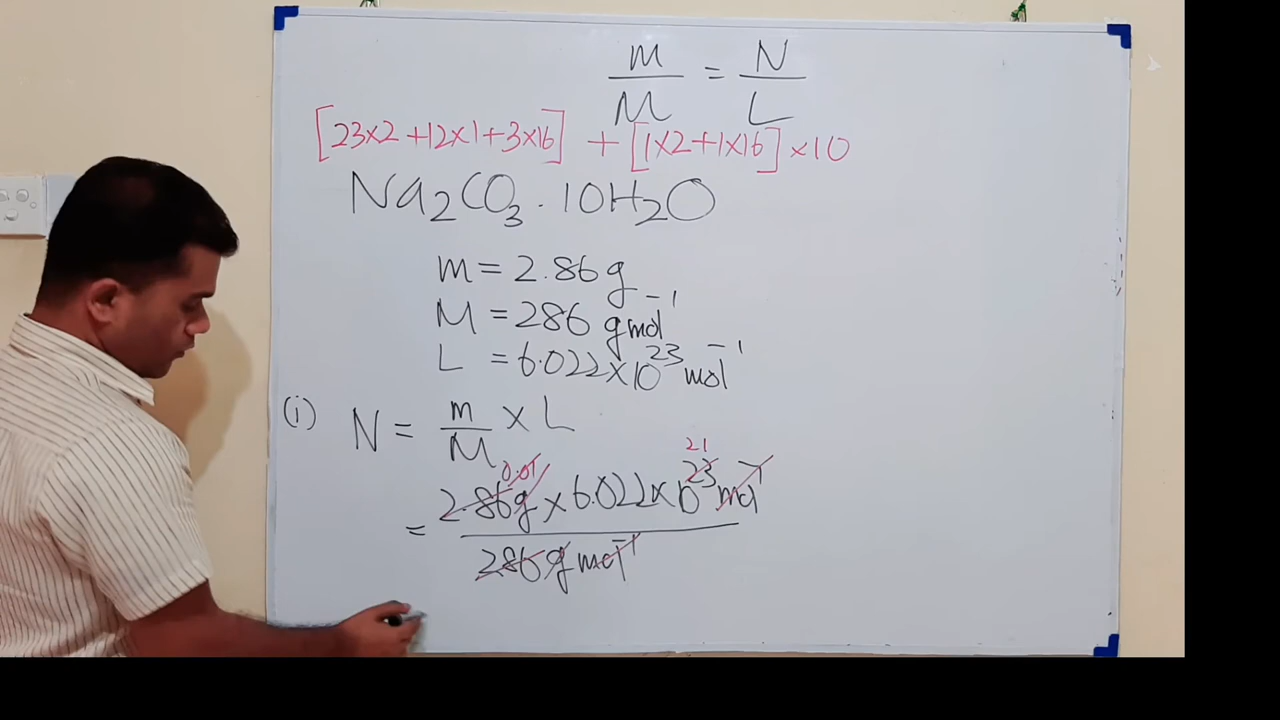 m/M = N/L
[23×2+12×1+3×16] + [1×2+1×16]×10
Na₂CO₃·10H₂O
m = 2.86 g
M = 286 gmol⁻¹
L = 6.022×10²³ mol⁻¹
(i) N = m/M × L
0.01 21
= 2.86g × 6.022×10²³ mol⁻¹
286 g mol⁻¹